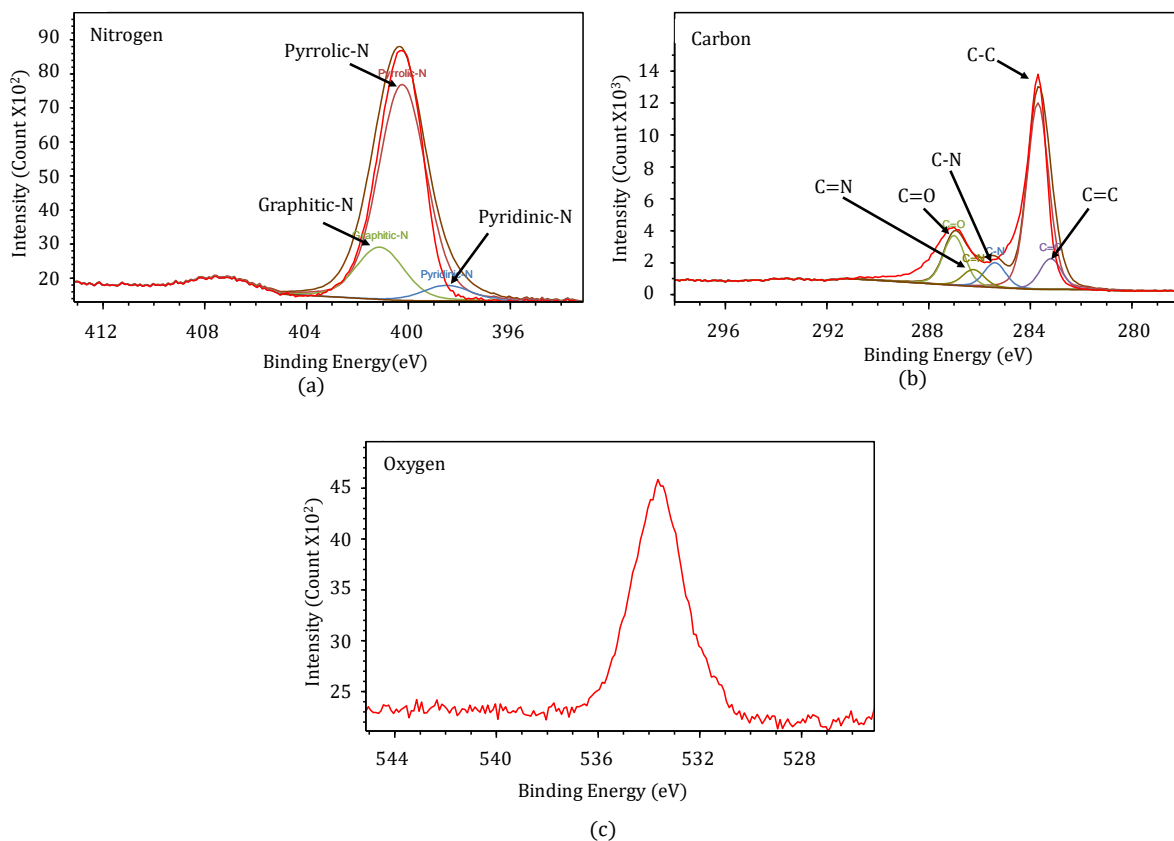 Nitrogen
Pyrrolic-N
Pyrrolic-N
Graphitic-N
Graphitic-N
Pyridinic-N
Pyridinic-N
Intensity (Count X10²)
90
80
70
60
50
40
30
20
412
408
404
400
396
Binding Energy(eV)
(a)
Carbon
C-C
C-N
C=N
C=O
C=C
C=O
C=N
C-N
Intensity (Count X10³)
14
12
10
8
6
4
2
0
296
292
288
284
280
Binding Energy (eV)
(b)
Oxygen
Intensity (Count X10²)
45
40
35
30
25
544
540
536
532
528
Binding Energy (eV)
(c)